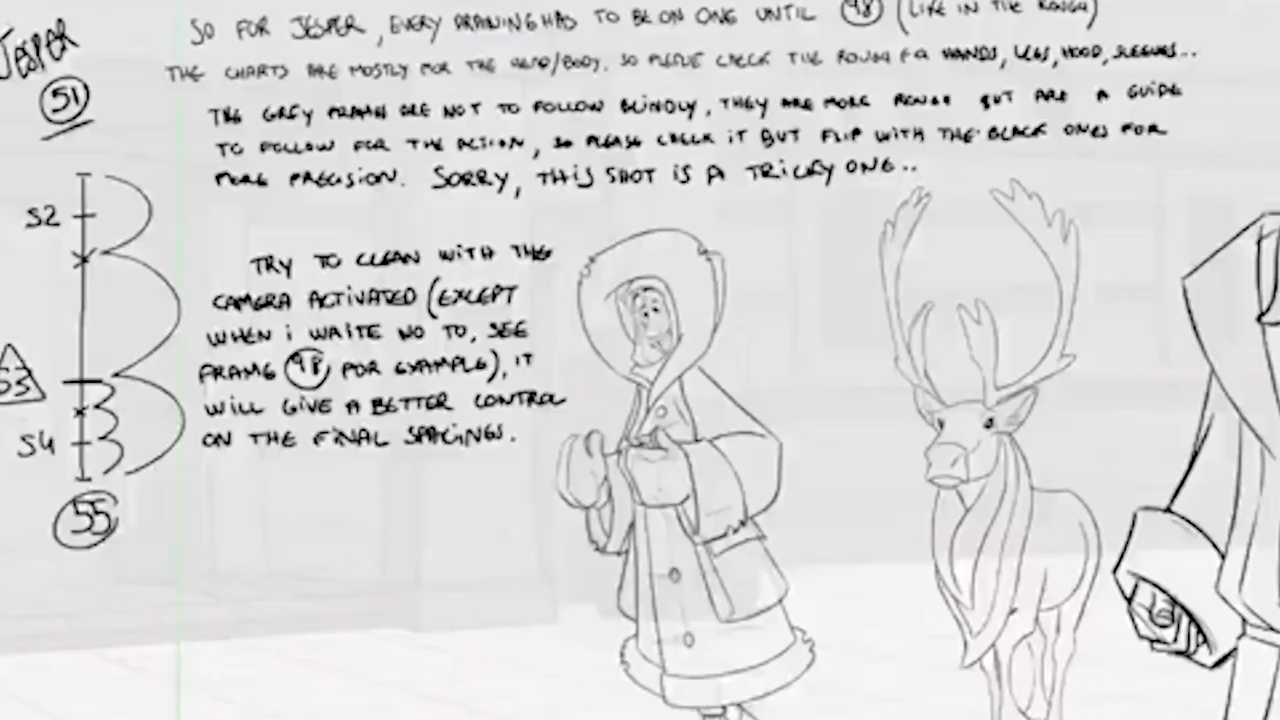 JESPER
51
SO FOR JESPER, EVERY DRAWING HAS TO BE ON ONE UNTIL 98 (LIKE IN THE ROUGH)
THE CHARTS ARE MOSTLY FOR THE HEAD/BODY. SO PLEASE CHECK THE ROUGH FOR HANDS, LEGS, HOOD, SLEEVES...
THE GREY FRAMES ARE NOT TO FOLLOW BLINDLY, THEY ARE MORE ROUGH BUT ARE A GUIDE
TO FOLLOW FOR THE ACTION, SO PLEASE CHECK IT BUT FLIP WITH THE BLACK ONES FOR
MORE PRECISION. SORRY, THIS SHOT IS A TRICKY ONE..
TRY TO CLEAN WITH THE
CAMERA ACTIVATED (EXCEPT
WHEN i WRITE NO TO, SEE
FRAME 98 FOR EXAMPLE), IT
WILL GIVE A BETTER CONTROL
ON THE FINAL SPACINGS.
52
53
54
55